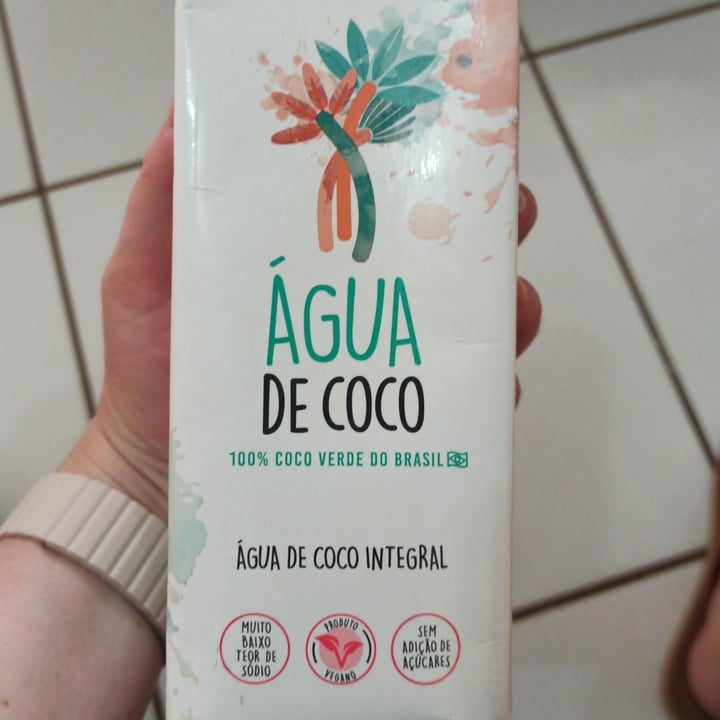 ÁGUA
DE COCO
100% COCO VERDE DO BRASIL
ÁGUA DE COCO INTEGRAL
MUITO
BAIXO
TEOR DE
SÓDIO
PRODUTO
VEGANO
SEM
ADIÇÃO DE
AÇÚCARES